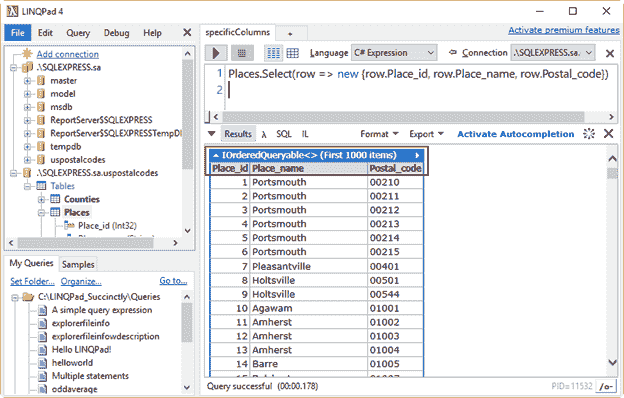 LINQPad 4
File Edit Query Debug Help
Activate premium features
Add connection
.\SQLEXPRESS.sa
master
model
msdb
ReportServer$SQLEXPRESS
ReportServer$SQLEXPRESSTempDl
tempdb
uspostalcodes
.\SQLEXPRESS.sa.uspostalcodes
Tables
Counties
Places
Place_id (Int32)
My Queries Samples
Set Folder... Organize... Go to...
C:\LINQPad_Succinctly\Queries
A simple query expression
explorerfileinfo
explorerfileinfowdescription
Hello LINQPad!
helloworld
Multiple statements
oddaverage
specificColumns +
Language C# Expression Connection .\SQLEXPRESS.sa.
1 Places.Select(row => new {row.Place_id, row.Place_name, row.Postal_code})
2
Results λ SQL IL Format Export Activate Autocompletion
IOrderedQueryable<> (First 1000 items)
Place_id Place_name Postal_code
1 Portsmouth 00210
2 Portsmouth 00211
3 Portsmouth 00212
4 Portsmouth 00213
5 Portsmouth 00214
6 Portsmouth 00215
7 Pleasantville 00401
8 Holtsville 00501
9 Holtsville 00544
10 Agawam 01001
11 Amherst 01002
12 Amherst 01003
13 Amherst 01004
14 Barre 01005
Query successful (00:00.178)
PID=11532 /o-